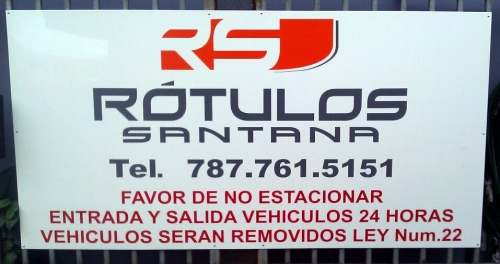 RS
RÓTULOS
SANTANA
Tel. 787.761.5151
FAVOR DE NO ESTACIONAR
ENTRADA Y SALIDA VEHICULOS 24 HORAS
VEHICULOS SERAN REMOVIDOS LEY Num.22